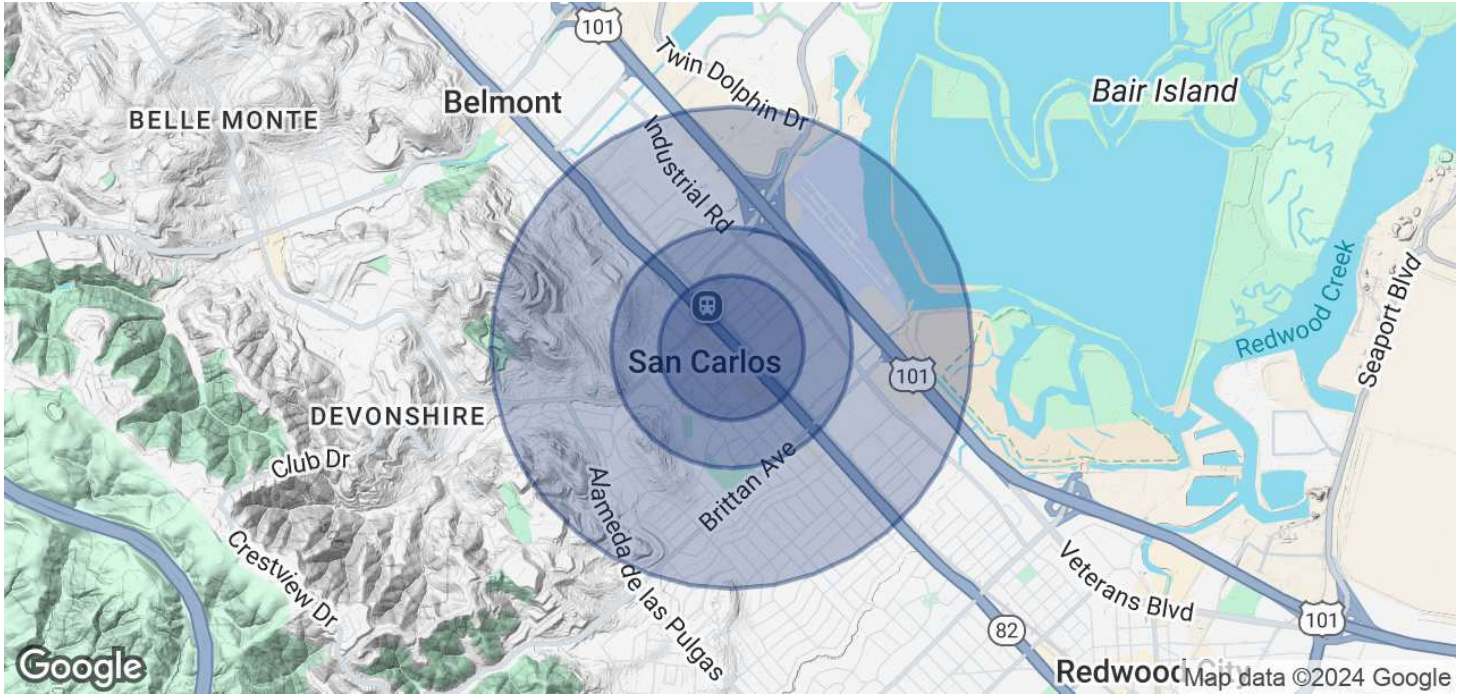 101
Twin Dolphin Dr
Belmont
Bair Island
BELLE MONTE
Industrial Rd
Redwood Creek
Seaport Blvd
San Carlos
101
DEVONSHIRE
Club Dr
Brittan Ave
Alameda de las Pulgas
Crestview Dr
Veterans Blvd
101
82
Google
Redwood City
Map data ©2024 Google